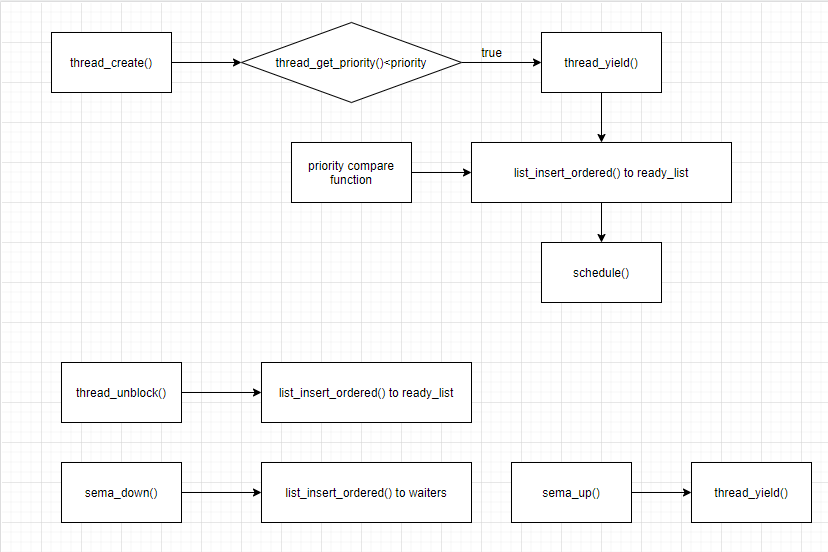 thread_create()
thread_get_priority()<priority
true
thread_yield()
priority compare
function
list_insert_ordered() to ready_list
schedule()
thread_unblock()
list_insert_ordered() to ready_list
sema_down()
list_insert_ordered() to waiters
sema_up()
thread_yield()